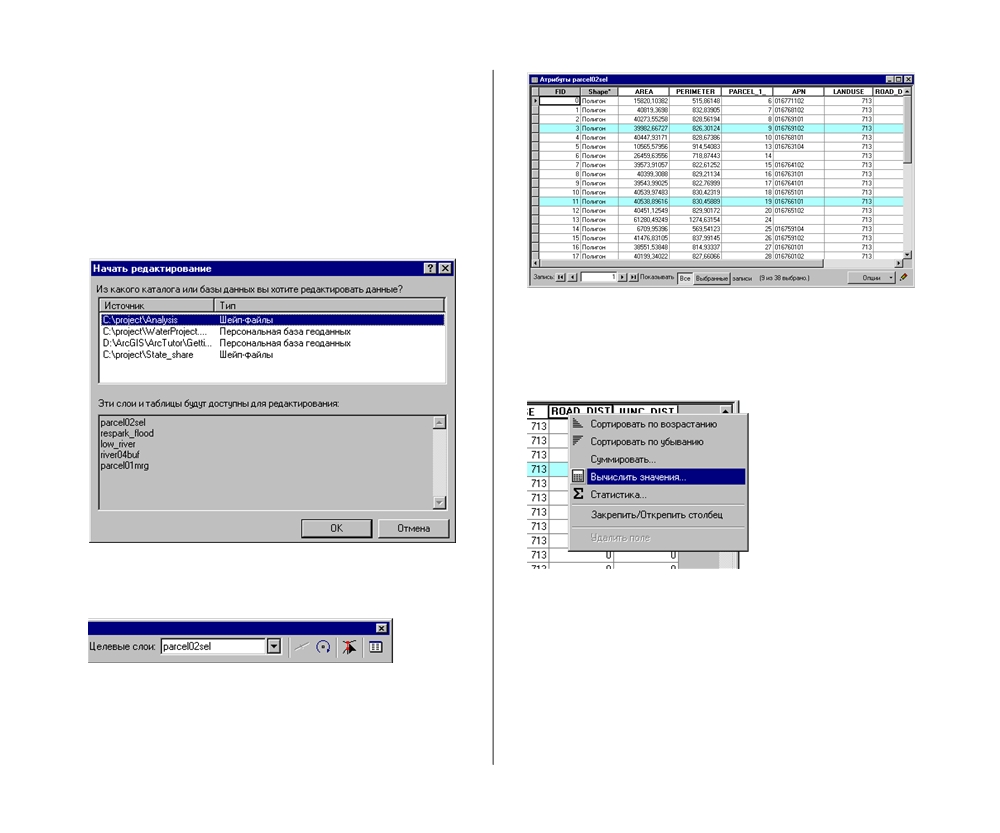 Начать редактирование
Из какого каталога или базы данных вы хотите редактировать данные?
Источник Тип
C:\project\Analysis Шейп-файлы
C:\project\WaterProject.... Персональная база геоданных
D:\ArcGIS\ArcTutor\Getti... Персональная база геоданных
C:\project\State_share Шейп-файлы
Эти слои и таблицы будут доступны для редактирования:
parcel02sel
respark_flood
low_river
river04buf
parcel01mrg
OK Отмена
Целевые слои: parcel02sel
Атрибуты parcel02sel
FID Shape* AREA PERIMETER PARCEL_1_ APN LANDUSE ROAD_D
0 Полигон 15820,10382 515,86148 6 016771102 713
1 Полигон 40819,3698 832,83905 7 016768102 713
2 Полигон 40273,55258 828,56194 8 016769101 713
3 Полигон 39982,66727 826,30124 9 016769102 713
4 Полигон 40447,93171 828,67386 10 016768101 713
5 Полигон 10565,57956 914,54083 13 016763104 713
6 Полигон 26459,63556 718,87443 14 713
7 Полигон 39573,91057 822,61252 15 016764102 713
8 Полигон 40399,3088 829,21134 16 016763101 713
9 Полигон 39543,99025 822,76999 17 016764101 713
10 Полигон 40539,97483 830,42319 18 016765101 713
11 Полигон 40538,89616 830,45889 19 016766101 713
12 Полигон 40451,12549 829,90172 20 016765102 713
13 Полигон 61280,49249 1274,63154 24 713
14 Полигон 6709,95396 569,54123 25 016759104 713
15 Полигон 41476,83105 837,99145 26 016759102 713
16 Полигон 38551,53848 814,93337 27 016760101 713
17 Полигон 40199,34022 827,66066 28 016760102 713
Запись: 1 Показывать Все Выбранные записи (9 из 38 выбрано.) Опции
E ROAD_DIST JUNC_DIST
713
713
713
713
713
713
713
713
713
713 0 0
713 0 0
Сортировать по возрастанию
Сортировать по убыванию
Суммировать...
Вычислить значения...
Статистика...
Закрепить/Открепить столбец
Удалить поле